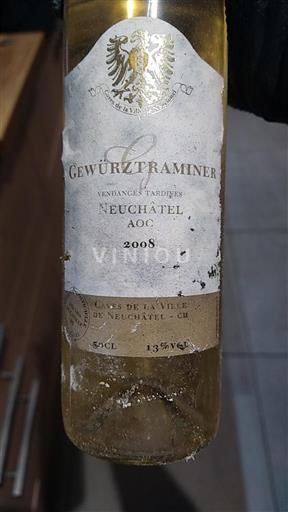 Caves de la Ville de Neuchâtel
GEWÜRZTRAMINER
VENDANGES TARDIVES
NEUCHÂTEL
AOC
2008
VINIOU
CAVES DE LA VILLE
DE NEUCHÂTEL - CH
50CL 13%VOL